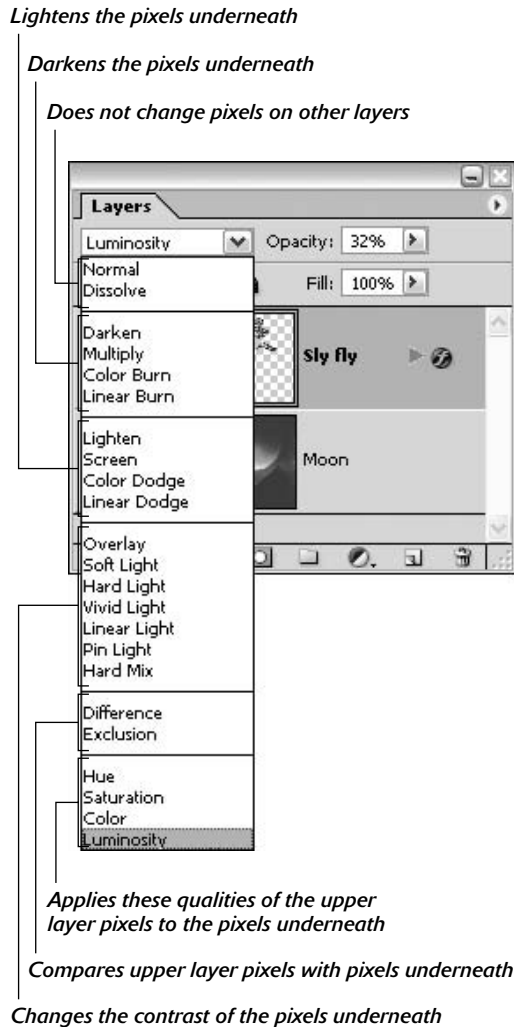 Lightens the pixels underneath
Darkens the pixels underneath
Does not change pixels on other layers
Layers
Luminosity Opacity: 32%
Normal
Dissolve
Fill: 100%
Darken
Multiply
Color Burn
Linear Burn
Sly fly
Lighten
Screen
Color Dodge
Linear Dodge
Moon
Overlay
Soft Light
Hard Light
Vivid Light
Linear Light
Pin Light
Hard Mix
Difference
Exclusion
Hue
Saturation
Color
Luminosity
Applies these qualities of the upper
layer pixels to the pixels underneath
Compares upper layer pixels with pixels underneath
Changes the contrast of the pixels underneath